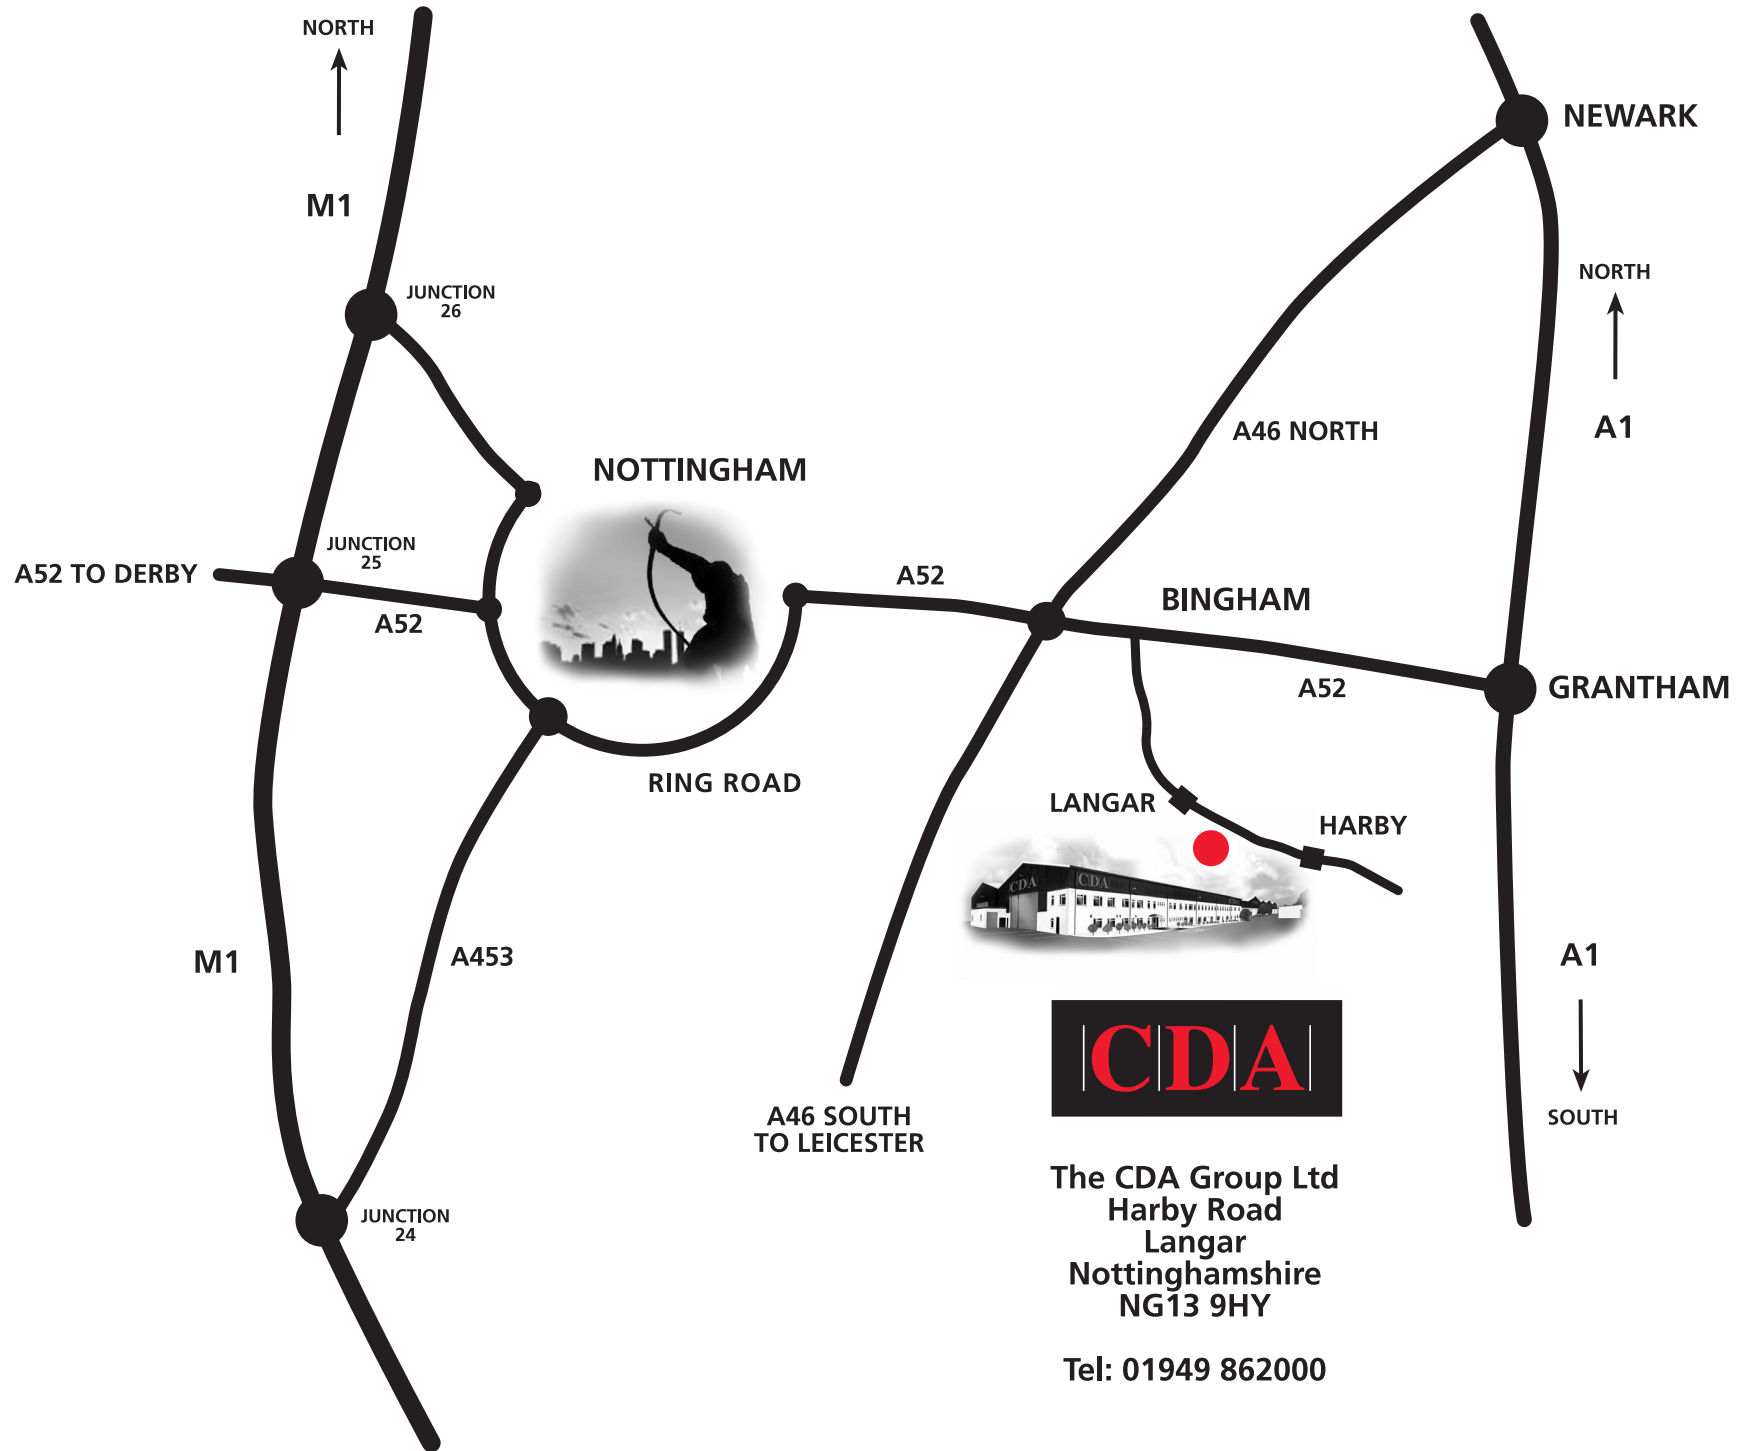 NORTH
M1
JUNCTION
26
NOTTINGHAM
JUNCTION
25
A52 TO DERBY
A52
RING ROAD
M1
A453
JUNCTION
24
NEWARK
NORTH
A1
A46 NORTH
A52
BINGHAM
A52
GRANTHAM
LANGAR
HARBY
CDA
CDA
A1
SOUTH
A46 SOUTH
TO LEICESTER
CDA
The CDA Group Ltd
Harby Road
Langar
Nottinghamshire
NG13 9HY
Tel: 01949 862000